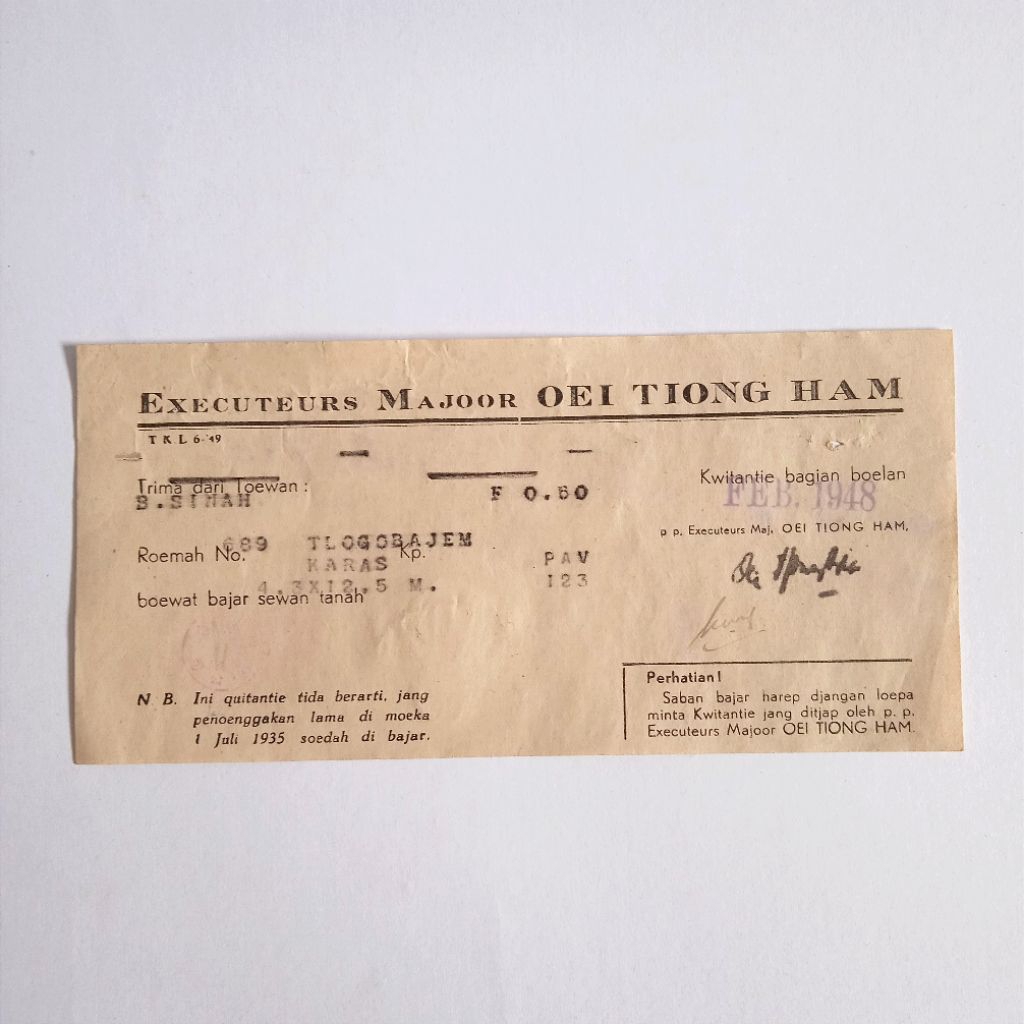 EXECUTEURS MAJOOR OEI TIONG HAM
T K L 6-'49
Trima dari Toewan :
B.SINAH
F 0.60
Kwitantie bagian boelan
FEB. 1948
p p. Executeurs Maj. OEI TIONG HAM,
Roemah No. 689 TLOGOBAJEM Kp.
KARAS
PAV
boewat bajar sewan tanah 4.3X12.5 M.
123
N B. Ini quitantie tida berarti, jang
penoenggakan lama di moeka
1 Juli 1935 soedah di bajar.
Perhatian!
Saban bajar harep djangan loepa
minta Kwitantie jang ditjap oleh p. p.
Executeurs Majoor OEI TIONG HAM.